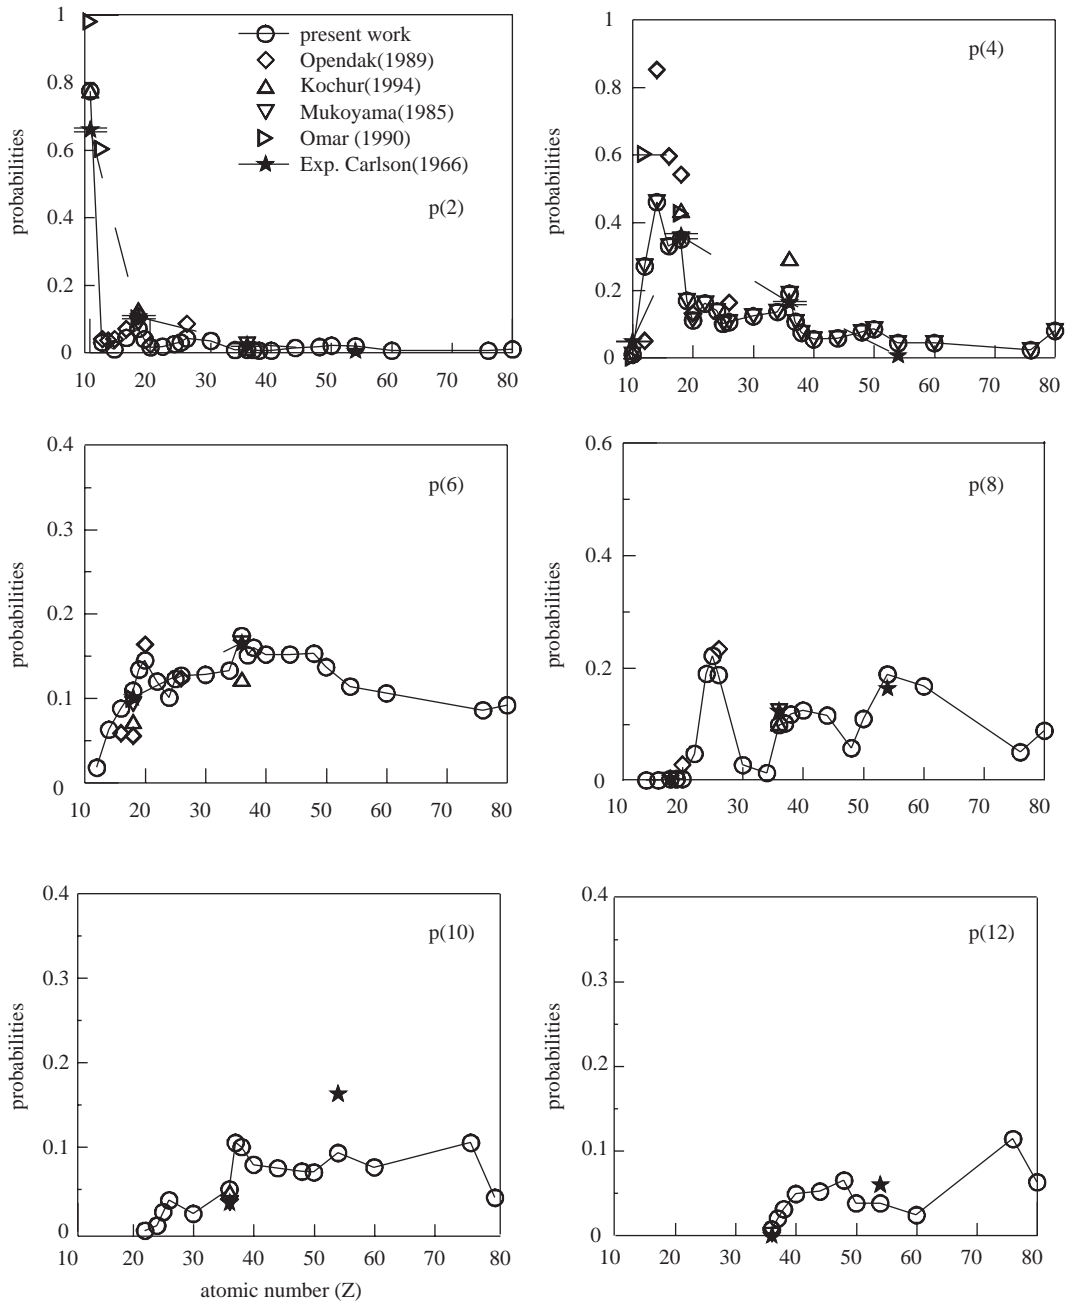 1
0.8
0.6
0.4
0.2
0
probabilities
present work
Opendak(1989)
Kochur(1994)
Mukoyama(1985)
Omar (1990)
Exp. Carlson(1966)
p(2)
10 20 30 40 50 60 70 80
1
0.8
0.6
0.4
0.2
0
probabilities
p(4)
10 20 30 40 50 60 70 80
0.4
0.3
0.2
0.1
0
probabilities
p(6)
10 20 30 40 50 60 70 80
0.6
0.4
0.2
0
probabilities
p(8)
10 20 30 40 50 60 70 80
0.4
0.3
0.2
0.1
0
probabilities
p(10)
10 20 30 40 50 60 70 80
atomic number (Z)
0.4
0.3
0.2
0.1
0
probabilities
p(12)
10 20 30 40 50 60 70 80